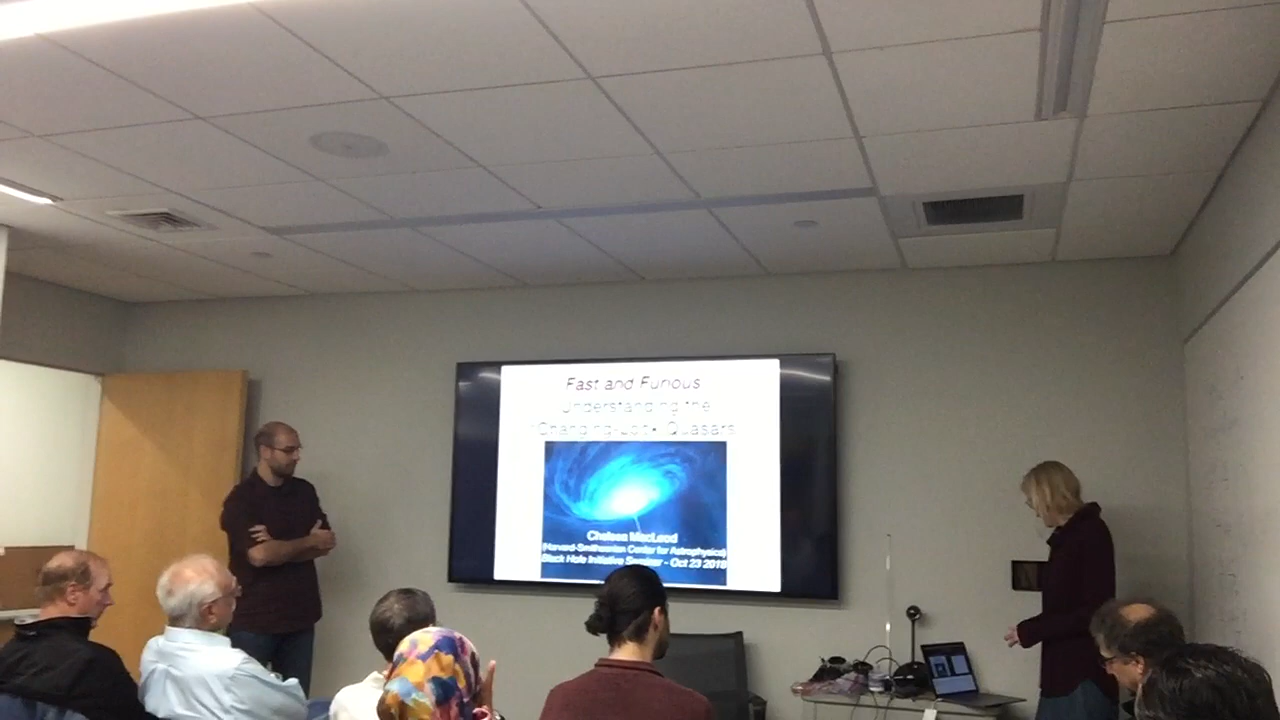 Fast and Furious
Understanding the
"Changing-Look" Quasars
Chelsea MacLeod
(Harvard-Smithsonian Center for Astrophysics)
Black Hole Initiative Seminar - Oct 23 2018